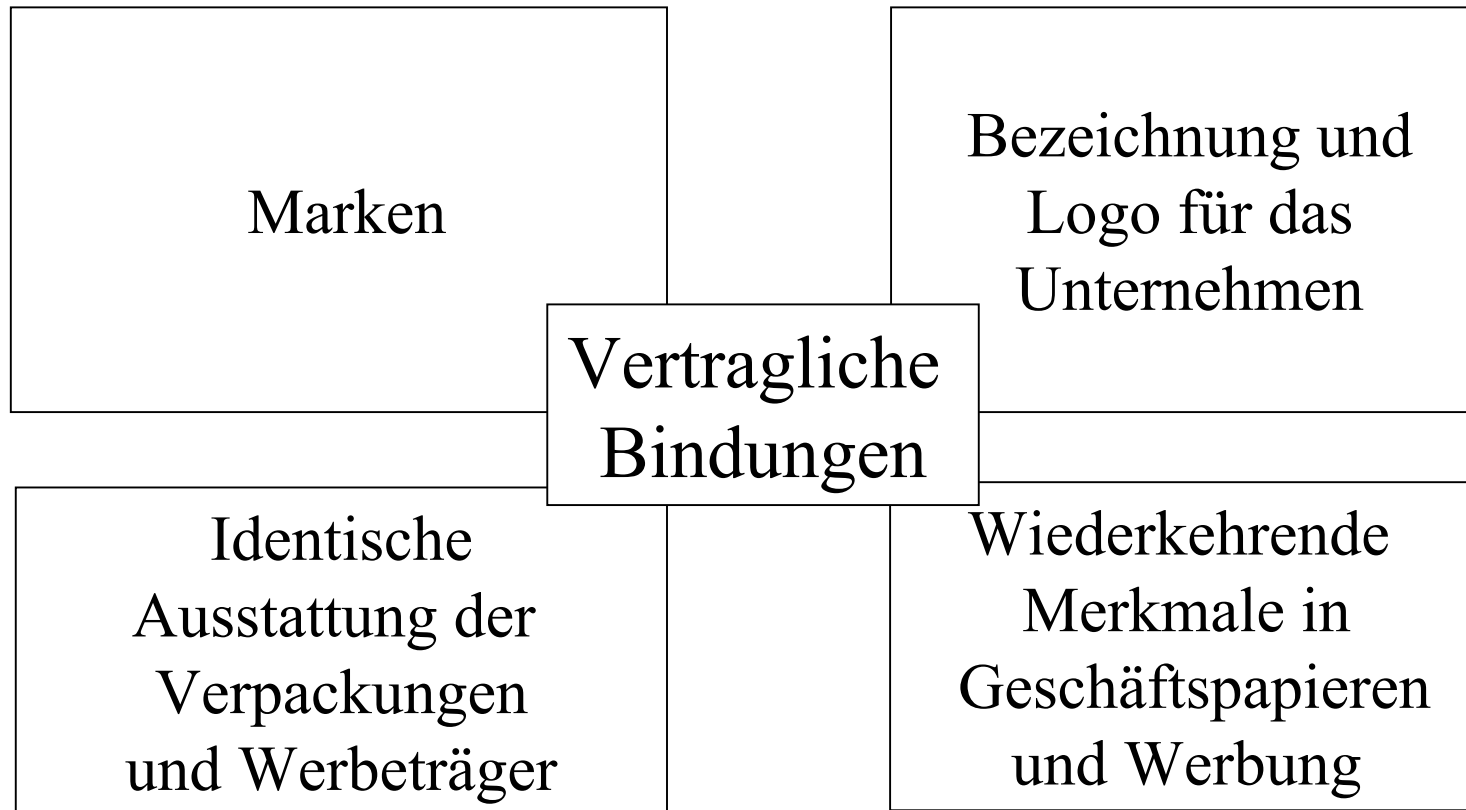 Marken
Bezeichnung und
Logo für das
Unternehmen
Vertragliche
Bindungen
Identische
Ausstattung der
Verpackungen
und Werbeträger
Wiederkehrende
Merkmale in
Geschäftspapieren
und Werbung